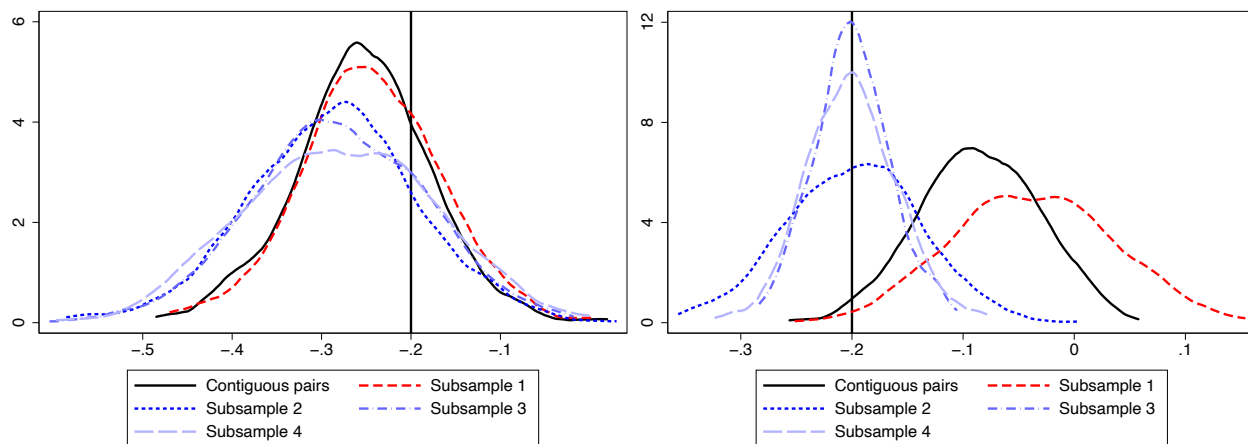 6
4
2
0
-.5 -.4 -.3 -.2 -.1
Contiguous pairs Subsample 1
Subsample 2 Subsample 3
Subsample 4
12
8
4
0
-.3 -.2 -.1 0 .1
Contiguous pairs Subsample 1
Subsample 2 Subsample 3
Subsample 4